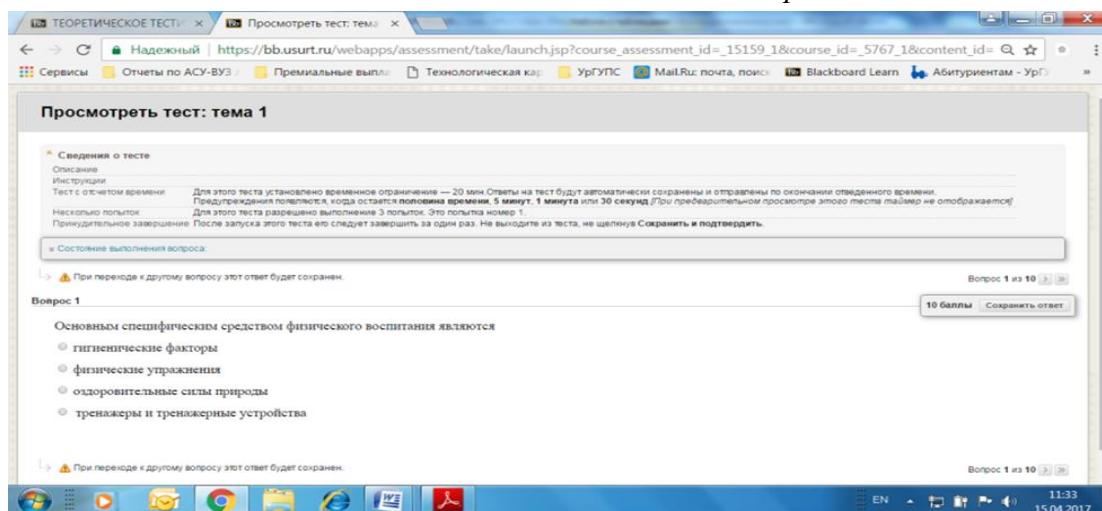 ТЕОРЕТИЧЕСКОЕ ТЕСТИ
Просмотреть тест: тема
Надежный https://bb.usurt.ru/webapps/assessment/take/launch.jsp?course_assessment_id=_15159_1&course_id=_5767_1&content_id=
Сервисы Отчеты по АСУ-ВУЗ Премиальные выпла Технологическая кар УрГУПС Mail.Ru: почта, поиск Blackboard Learn Абитуриентам - УрГУ
Просмотреть тест: тема 1
Сведения о тесте
Описание
Инструкции
Тест с отсчетом времени Для этого теста установлено временное ограничение — 20 мин.Ответы на тест будут автоматически сохранены и отправлены по окончании отведенного времени.
Предупреждения появляются, когда остается половина времени, 5 минут, 1 минута или 30 секунд.[При предварительном просмотре этого теста таймер не отображается]
Несколько попыток Для этого теста разрешено выполнение 3 попыток. Это попытка номер 1.
Принудительное завершение После запуска этого теста его следует завершить за один раз. Не выходите из теста, не щелкнув Сохранить и подтвердить.
Состояние выполнения вопроса:
При переходе к другому вопросу этот ответ будет сохранен.
Вопрос 1 из 10
Вопрос 1
10 баллы Сохранить ответ
Основным специфическим средством физического воспитания являются
гигиенические факторы
физические упражнения
оздоровительные силы природы
тренажеры и тренажерные устройства
При переходе к другому вопросу этот ответ будет сохранен.
Вопрос 1 из 10
EN
11:33
15.04.2017